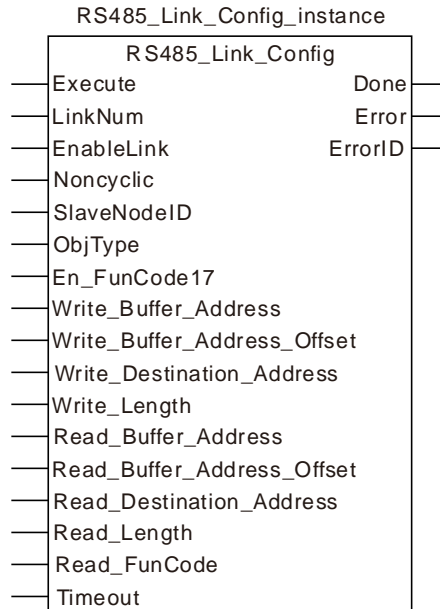 RS485_Link_Config_instance
RS485_Link_Config
Execute Done
LinkNum Error
EnableLink ErrorID
Noncyclic
SlaveNodeID
ObjType
En_FunCode17
Write_Buffer_Address
Write_Buffer_Address_Offset
Write_Destination_Address
Write_Length
Read_Buffer_Address
Read_Buffer_Address_Offset
Read_Destination_Address
Read_Length
Read_FunCode
Timeout